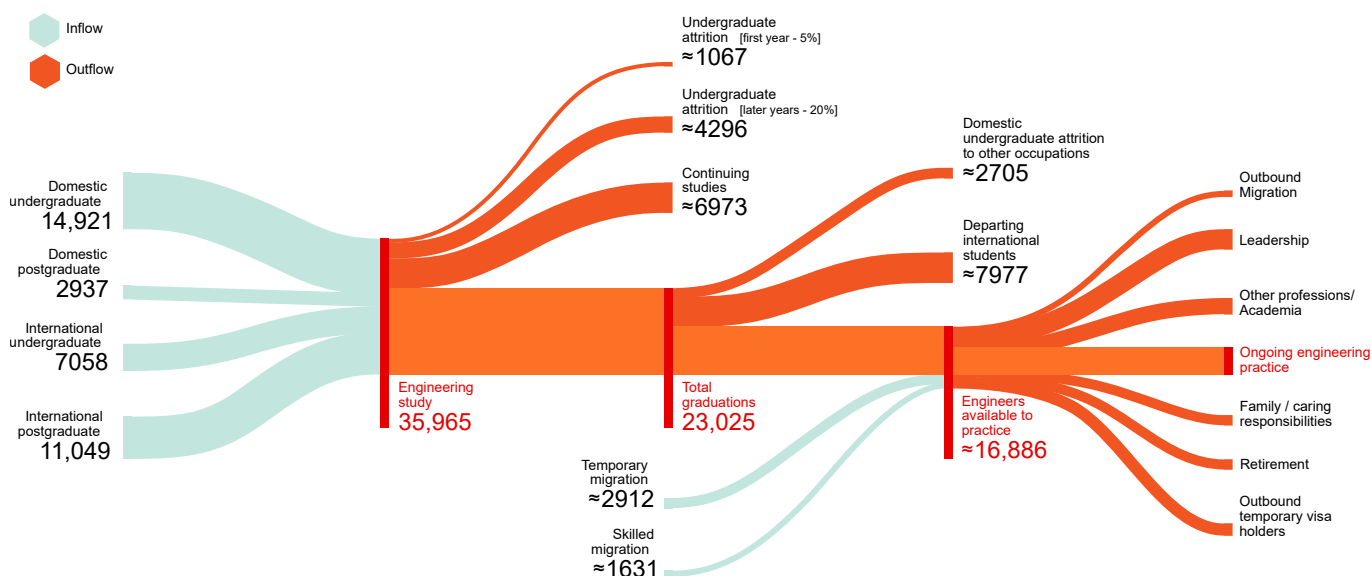 Inflow
Outflow
Domestic
undergraduate
14,921
Domestic
postgraduate
2937
International
undergraduate
7058
International
postgraduate
11,049
Engineering
study
35,965
Undergraduate
attrition [first year - 5%]
≈1067
Undergraduate
attrition [later years - 20%]
≈4296
Continuing
studies
≈6973
Total
graduations
23,025
Temporary
migration
≈2912
Skilled
migration
≈1631
Domestic
undergraduate attrition
to other occupations
≈2705
Departing
international
students
≈7977
Engineers
available to
practice
≈16,886
Outbound
Migration
Leadership
Other professions/
Academia
Ongoing engineering
practice
Family / caring
responsibilities
Retirement
Outbound
temporary visa
holders